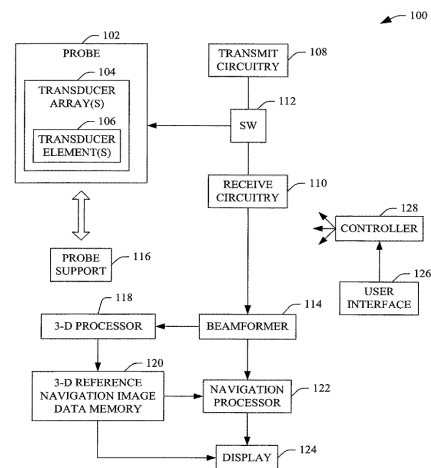 100
102
PROBE
104
TRANSDUCER
ARRAY(S)
106
TRANSDUCER
ELEMENT(S)
TRANSMIT
CIRCUITRY
108
112
SW
RECEIVE
CIRCUITRY
110
128
CONTROLLER
PROBE
SUPPORT
116
126
USER
INTERFACE
118
3-D PROCESSOR
114
BEAMFORMER
120
3-D REFERENCE
NAVIGATION IMAGE
DATA MEMORY
NAVIGATION
PROCESSOR
122
DISPLAY
124